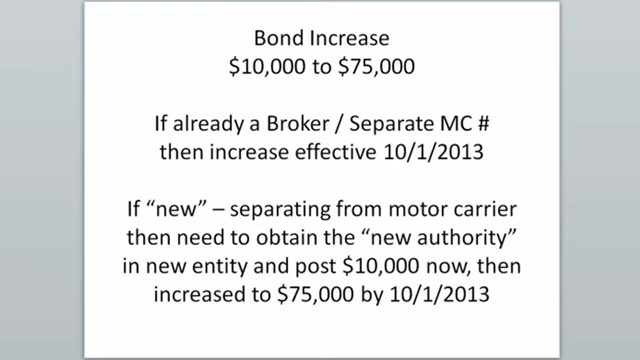 Bond Increase
$10,000 to $75,000
If already a Broker / Separate MC #
then increase effective 10/1/2013
If “new” – separating from motor carrier
then need to obtain the “new authority”
in new entity and post $10,000 now, then
increased to $75,000 by 10/1/2013